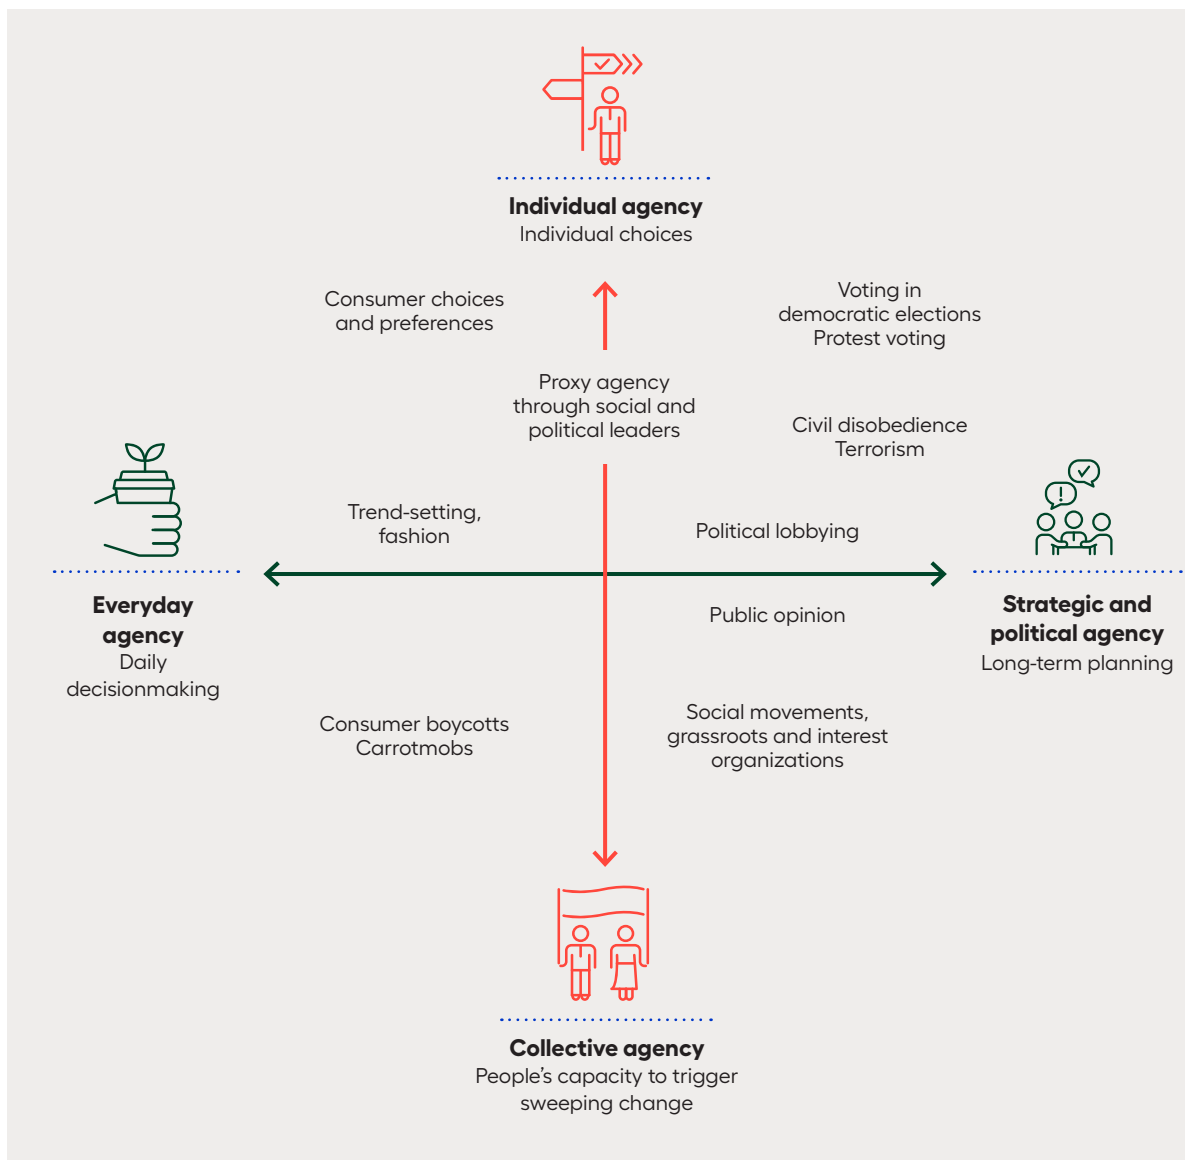 Individual agency
Individual choices
Consumer choices
and preferences
Voting in
democratic elections
Protest voting
Proxy agency
through social and
political leaders
Civil disobedience
Terrorism
Trend-setting,
fashion
Political lobbying
Everyday
agency
Daily
decisionmaking
Public opinion
Strategic and
political agency
Long-term planning
Consumer boycotts
Carrotmobs
Social movements,
grassroots and interest
organizations
Collective agency
People’s capacity to trigger
sweeping change